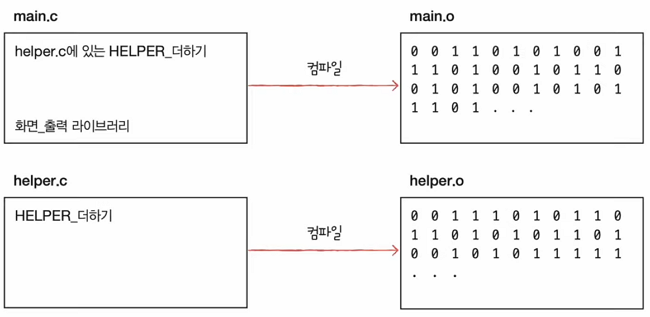 main.c
helper.c에 있는 HELPER_더하기
화면_출력 라이브러리
컴파일
main.o
0 0 1 1 0 1 0 1 0 0 1
1 1 0 1 0 0 1 0 1 1 0
0 1 0 1 0 0 1 0 1 0 1
1 1 0 1 . . .
helper.c
HELPER_더하기
컴파일
helper.o
0 0 1 1 1 0 1 0 1 1 0
1 1 0 1 0 1 0 1 1 0 1
0 0 1 0 1 0 1 1 1 1 1
. . .